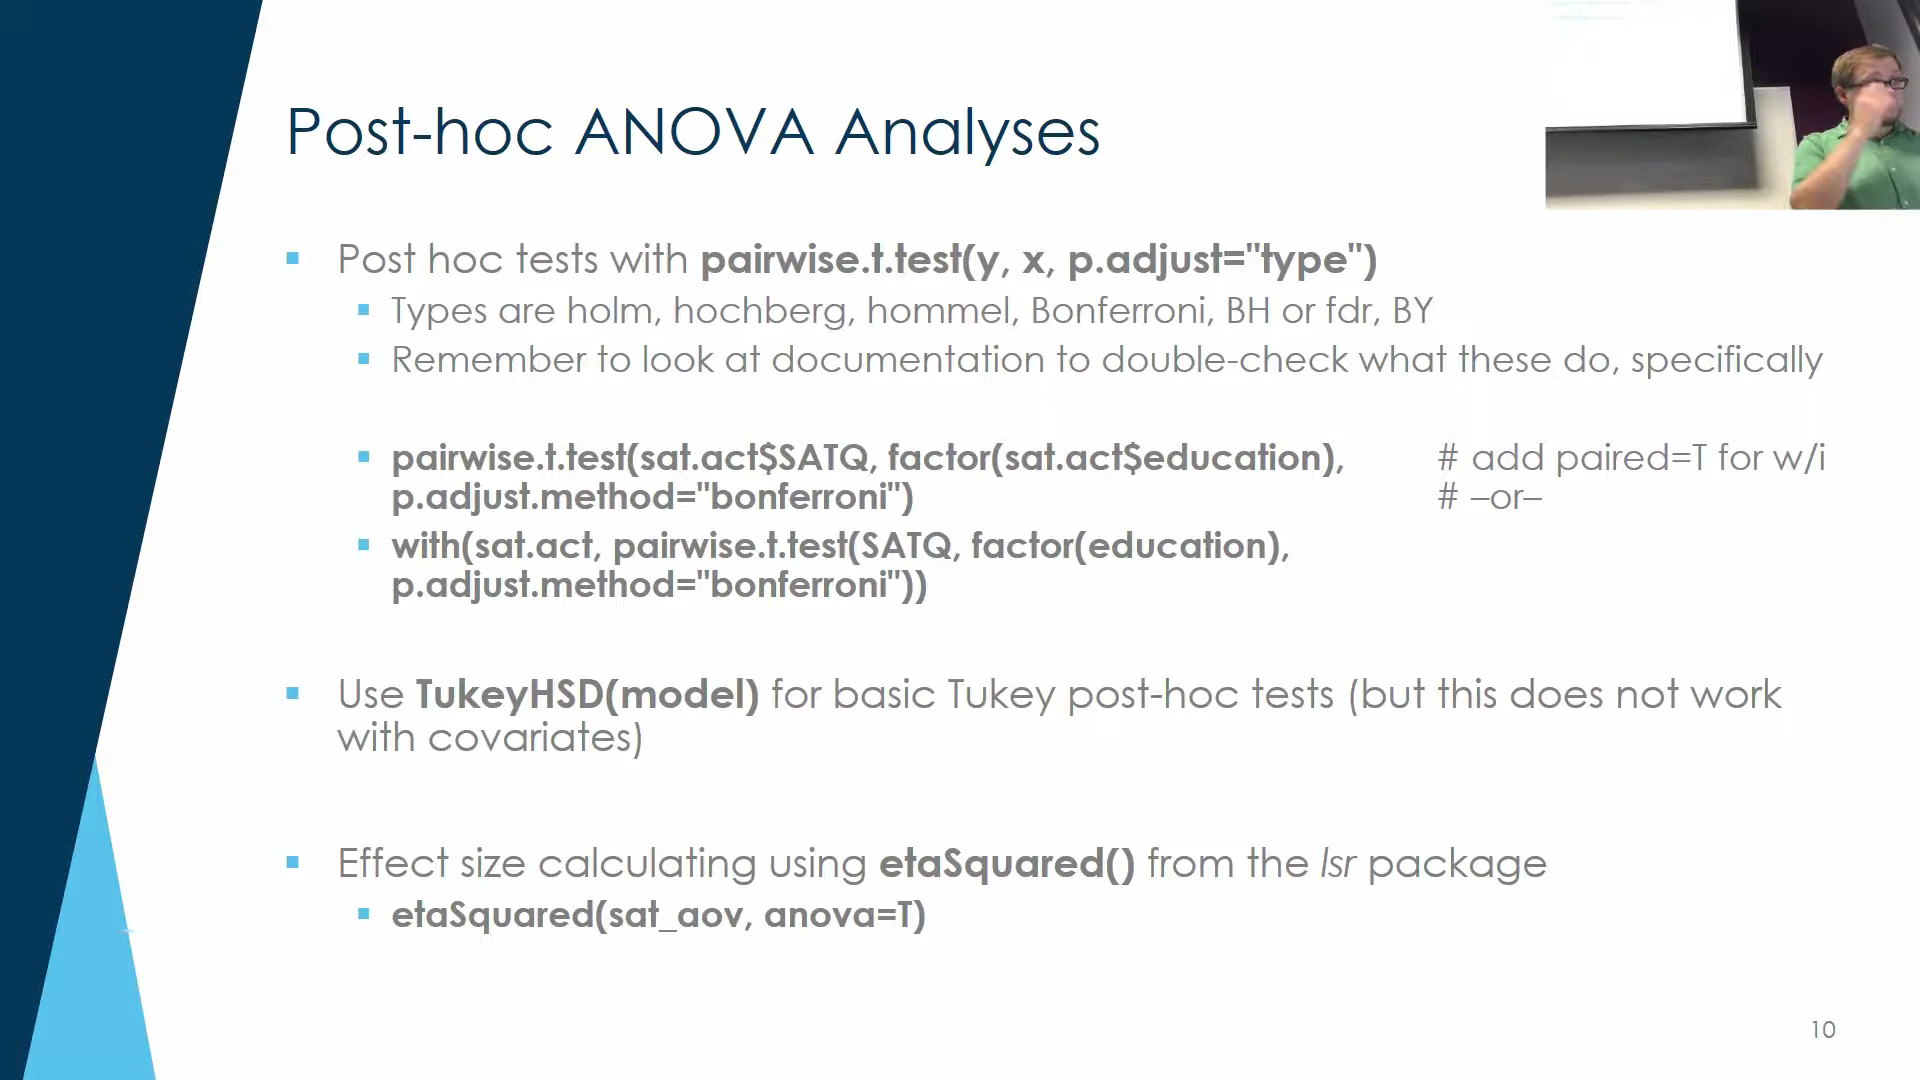 Post-hoc ANOVA Analyses
Post hoc tests with pairwise.t.test(y, x, p.adjust="type")
Types are holm, hochberg, hommel, Bonferroni, BH or fdr, BY
Remember to look at documentation to double-check what these do, specifically
pairwise.t.test(sat.act$SATQ, factor(sat.act$education), # add paired=T for w/i
p.adjust.method="bonferroni") # –or–
with(sat.act, pairwise.t.test(SATQ, factor(education),
p.adjust.method="bonferroni"))
Use TukeyHSD(model) for basic Tukey post-hoc tests (but this does not work
with covariates)
Effect size calculating using etaSquared() from the lsr package
etaSquared(sat_aov, anova=T)
10